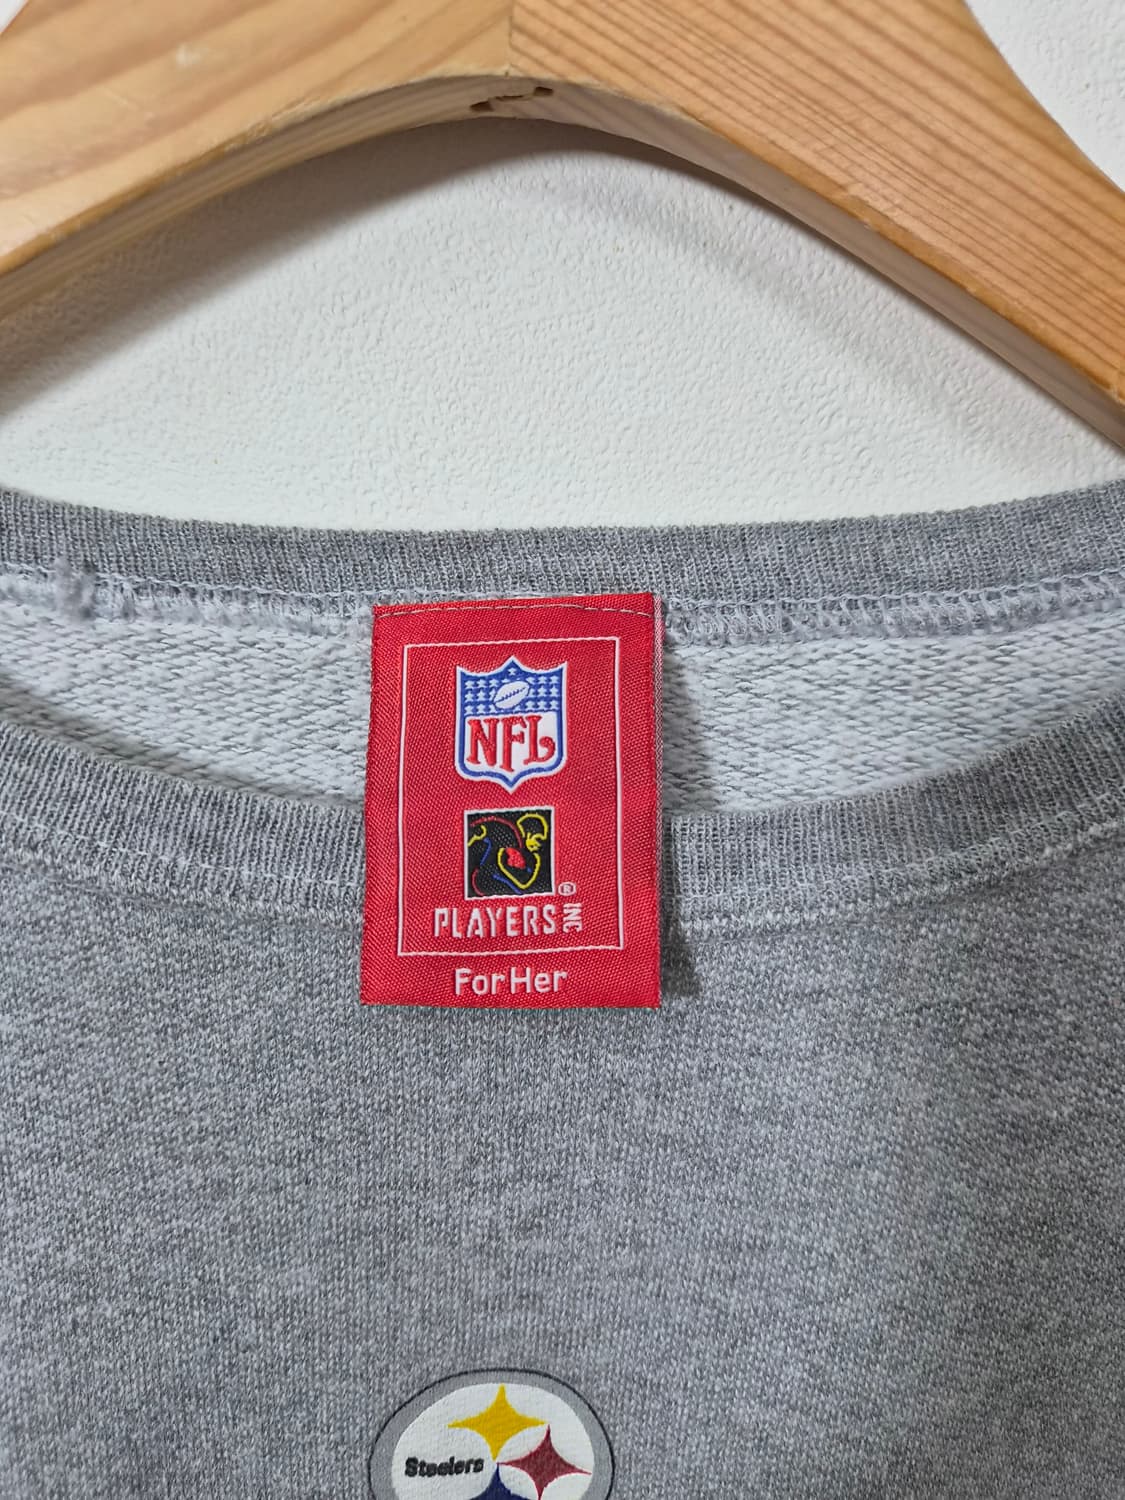 NFL
PLAYERS INC ®
For Her
Steelers